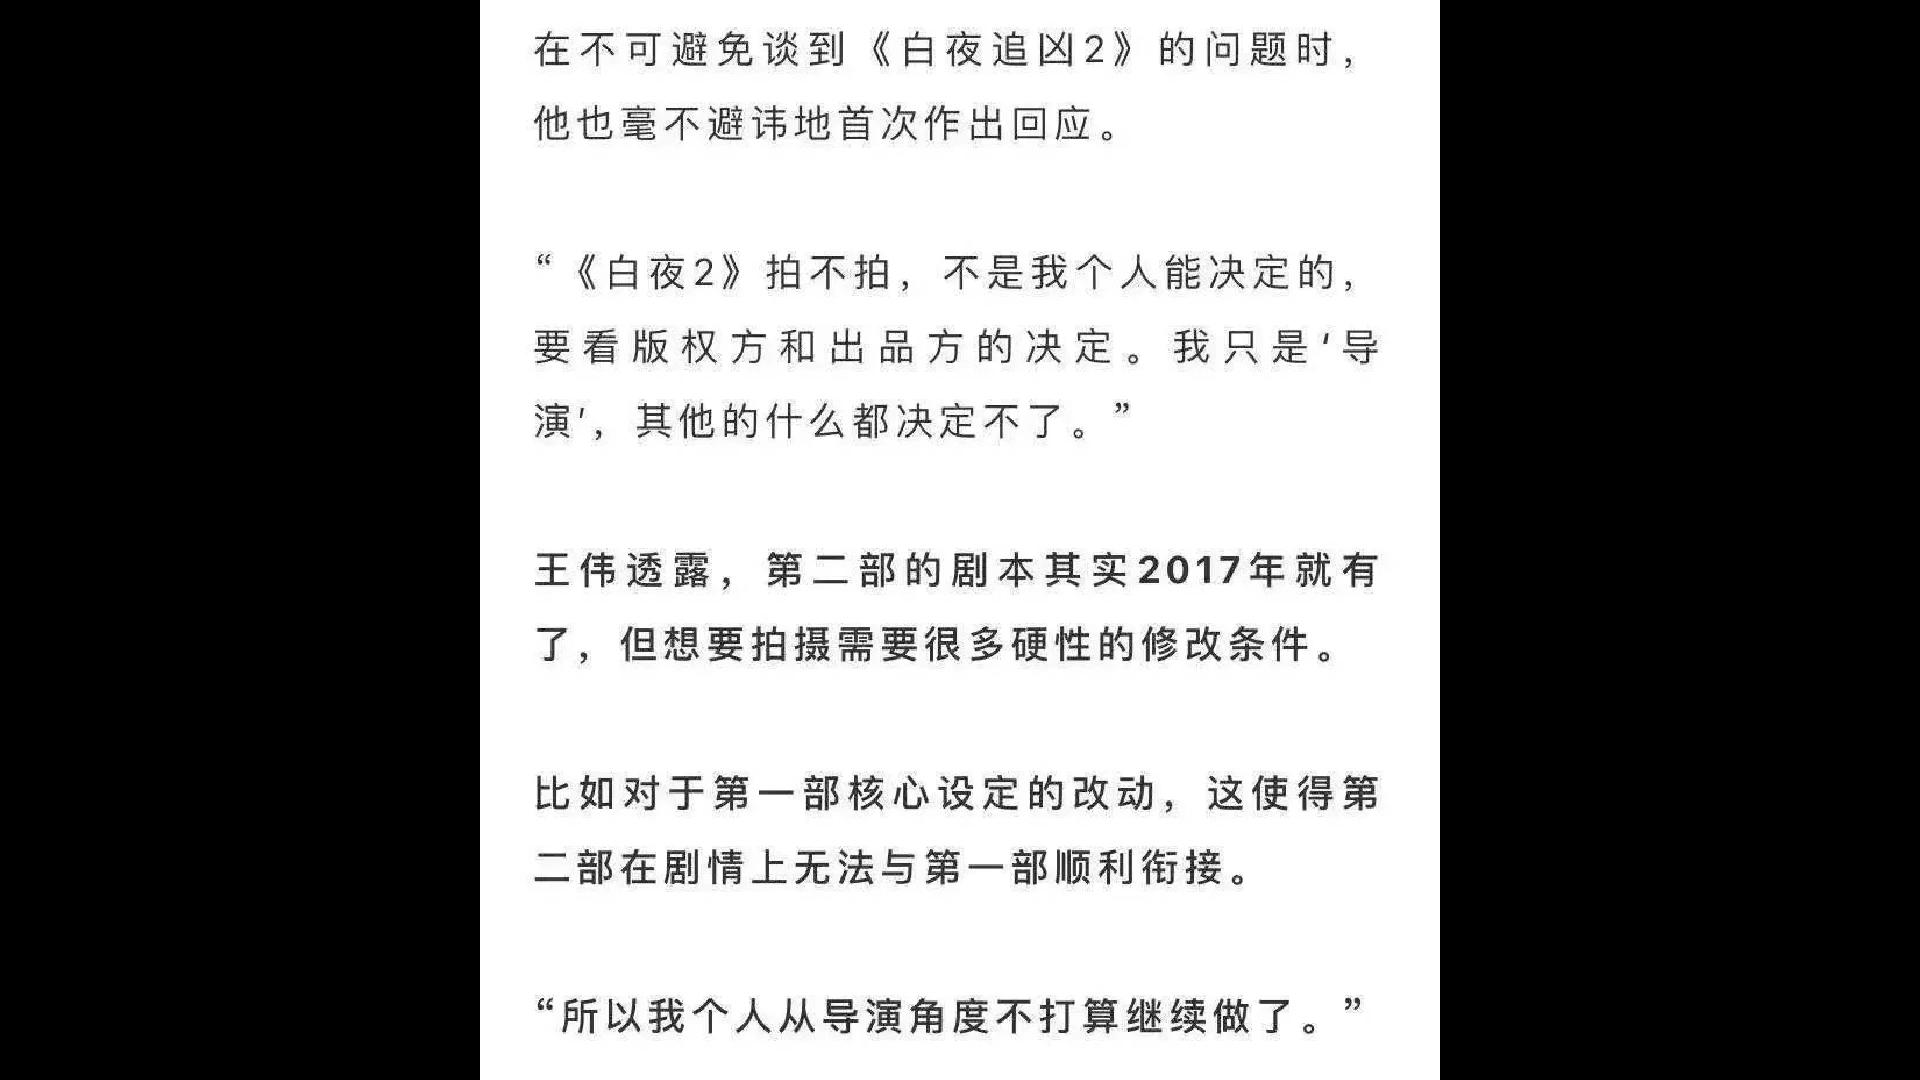 在不可避免谈到《白夜追凶2》的问题时，
他也毫不避讳地首次作出回应。
“《白夜2》拍不拍，不是我个人能决定的，
要看版权方和出品方的决定。我只是‘导
演’，其他的什么都决定不了。”
王伟透露，第二部的剧本其实2017年就有
了，但想要拍摄需要很多硬性的修改条件。
比如对于第一部核心设定的改动，这使得第
二部在剧情上无法与第一部顺利衔接。
“所以我个人从导演角度不打算继续做了。”